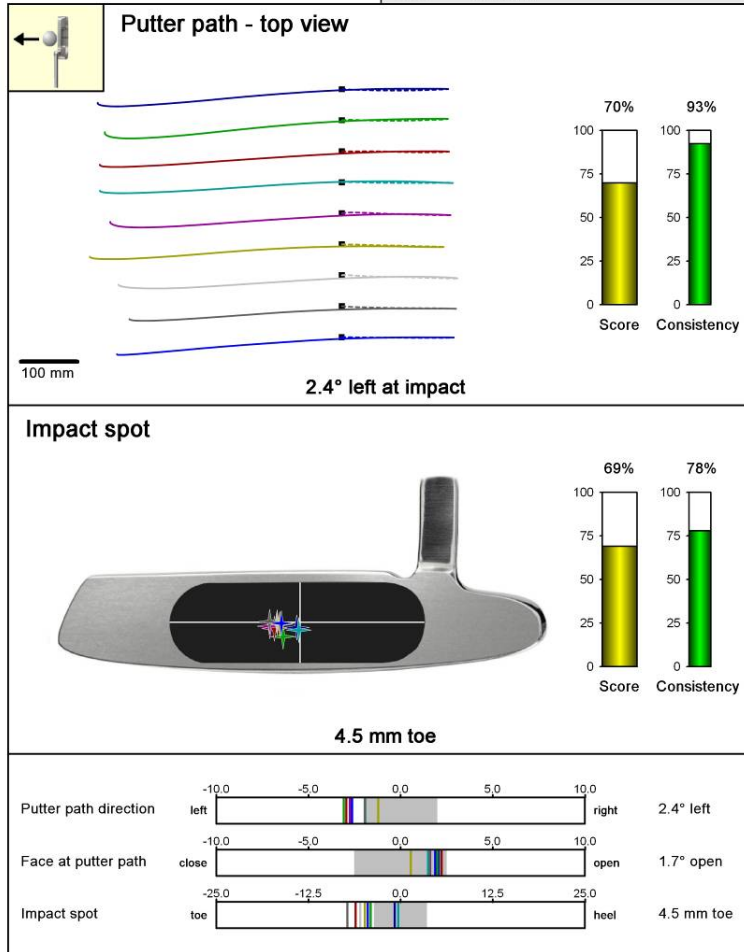 Putter path - top view
70% 93%
100 100
75 75
50 50
25 25
0 0
Score Consistency
100 mm
2.4° left at impact
Impact spot
69% 78%
100 100
75 75
50 50
25 25
0 0
Score Consistency
4.5 mm toe
-10.0 -5.0 0.0 5.0 10.0
Putter path direction left right 2.4° left
-10.0 -5.0 0.0 5.0 10.0
Face at putter path close open 1.7° open
-25.0 -12.5 0.0 12.5 25.0
Impact spot toe heel 4.5 mm toe